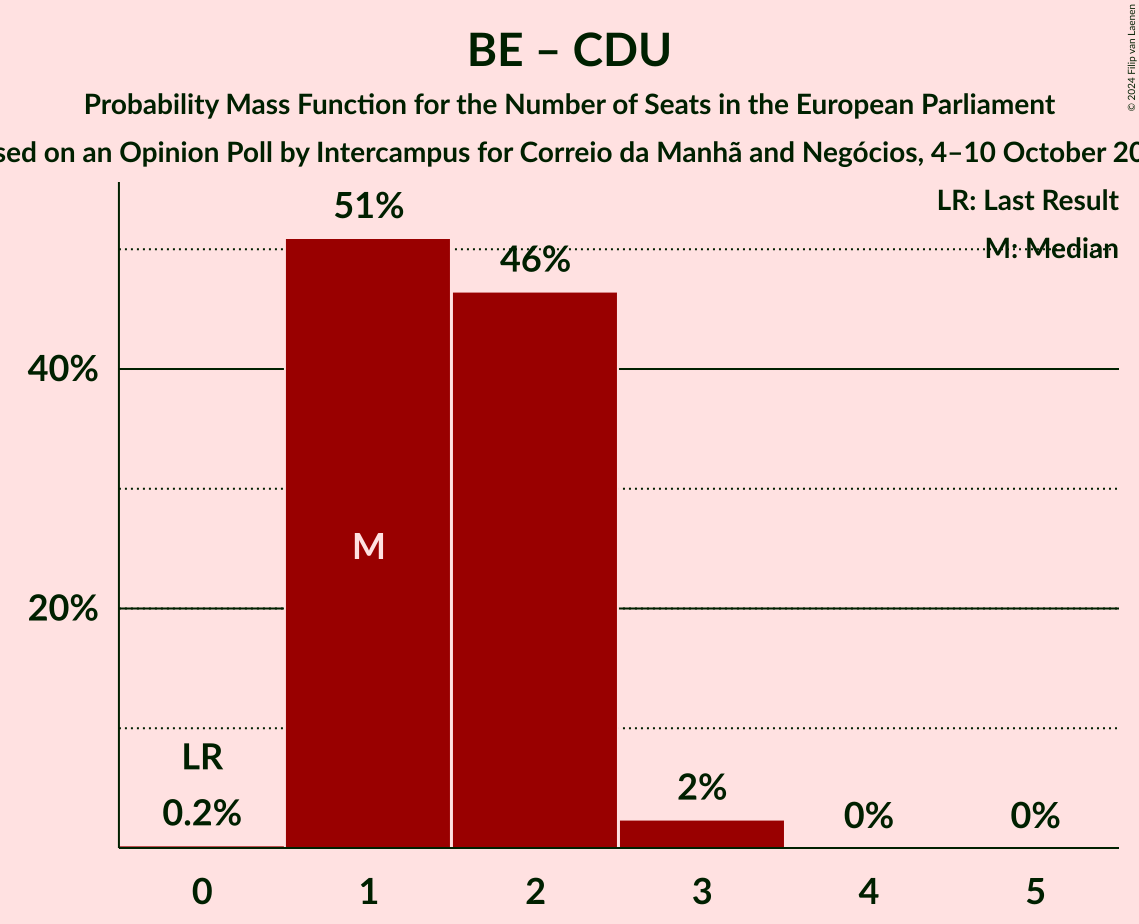 BE – CDU
Probability Mass Function for the Number of Seats in the European Parliament
on an Opinion Poll by Intercampus for Correio da Manhã and Negócios, 4–10 October
© 2024 Filip van Laenen
LR: Last Result
M: Median
51%
46%
40%
M
20%
LR
0.2%
2%
0%
0%
0
1
2
3
4
5